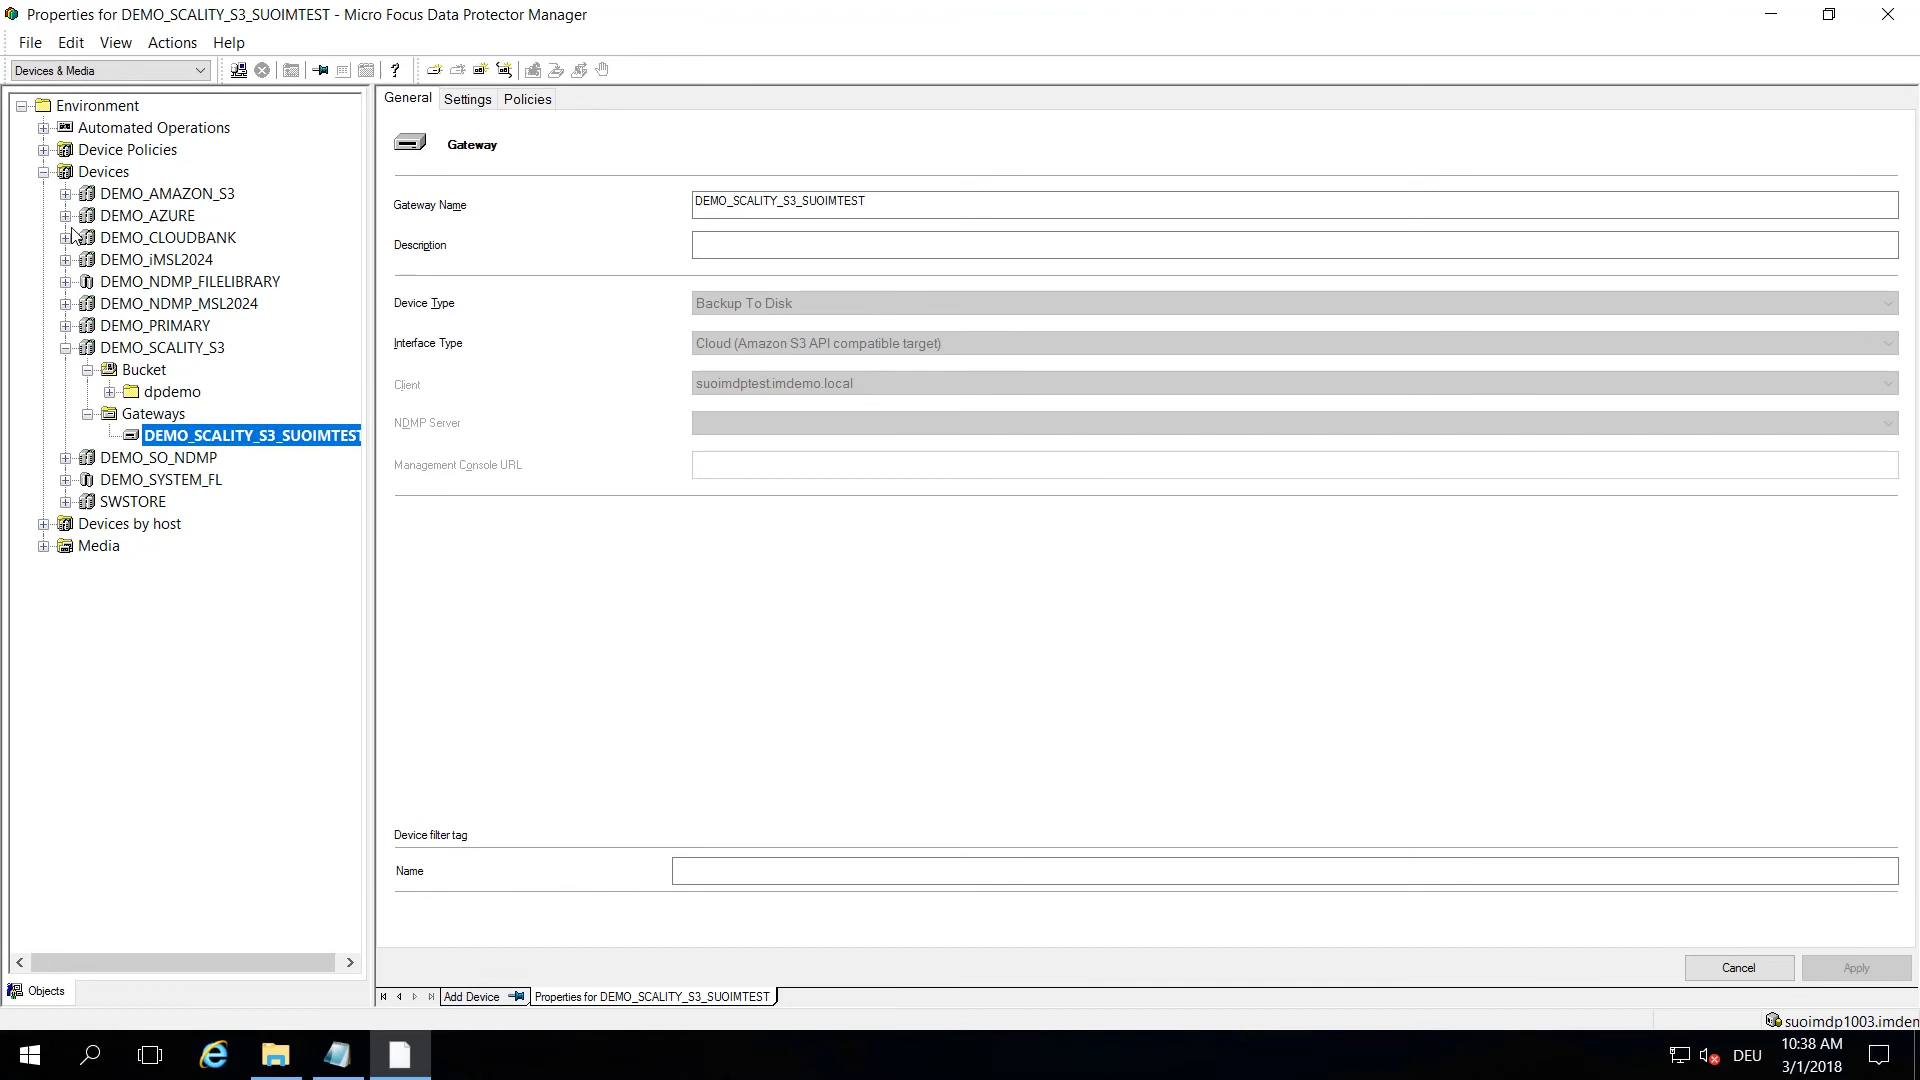 Properties for DEMO_SCALITY_S3_SUOIMTEST - Micro Focus Data Protector Manager
File Edit View Actions Help
Devices & Media
Environment
Automated Operations
Device Policies
Devices
DEMO_AMAZON_S3
DEMO_AZURE
DEMO_CLOUDBANK
DEMO_iMSL2024
DEMO_NDMP_FILELIBRARY
DEMO_NDMP_MSL2024
DEMO_PRIMARY
DEMO_SCALITY_S3
Bucket
dpdemo
Gateways
DEMO_SCALITY_S3_SUOIMTEST
DEMO_SO_NDMP
DEMO_SYSTEM_FL
SWSTORE
Devices by host
Media
Objects
General Settings Policies
Gateway
Gateway Name DEMO_SCALITY_S3_SUOIMTEST
Description
Device Type Backup To Disk
Interface Type Cloud (Amazon S3 API compatible target)
Client suoimdptest.imdemo.local
NDMP Server
Management Console URL
Device filter tag
Name
Cancel Apply
Add Device Properties for DEMO_SCALITY_S3_SUOIMTEST
suoimdp1003.imden
DEU
10:38 AM
3/1/2018